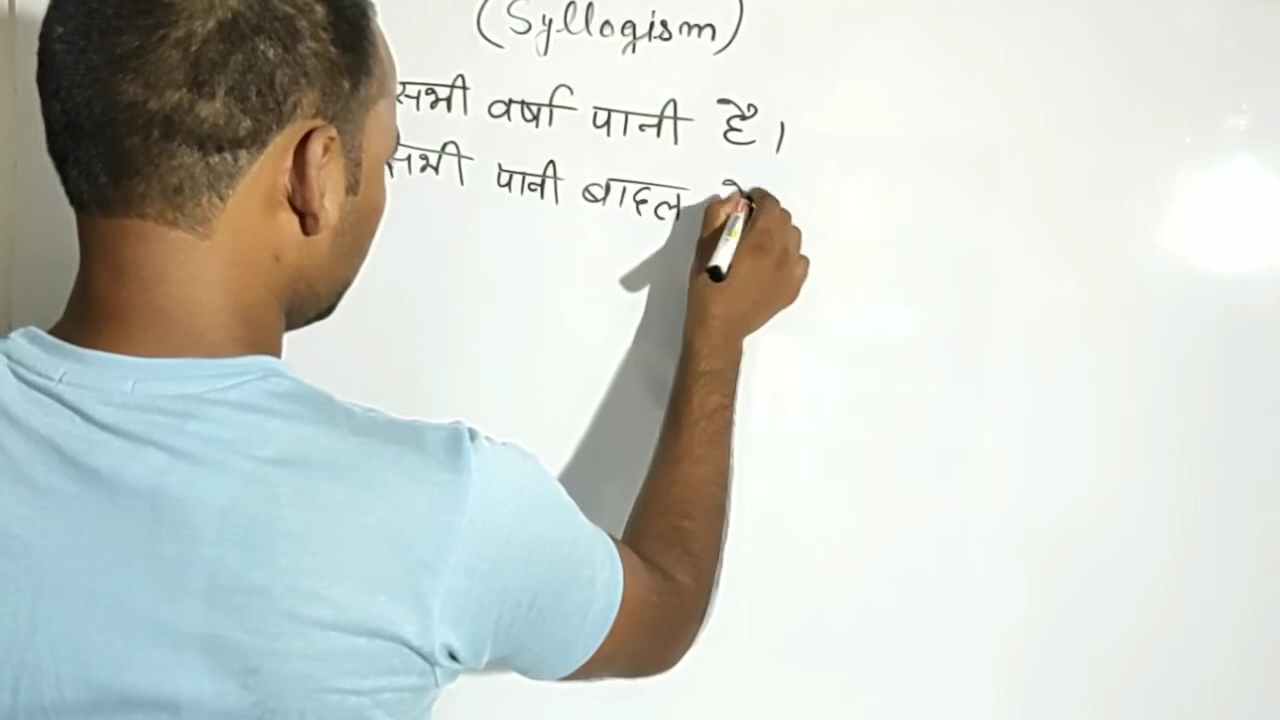 (Syllogism)
सभी वर्षा पानी हैं।
सभी पानी बादल